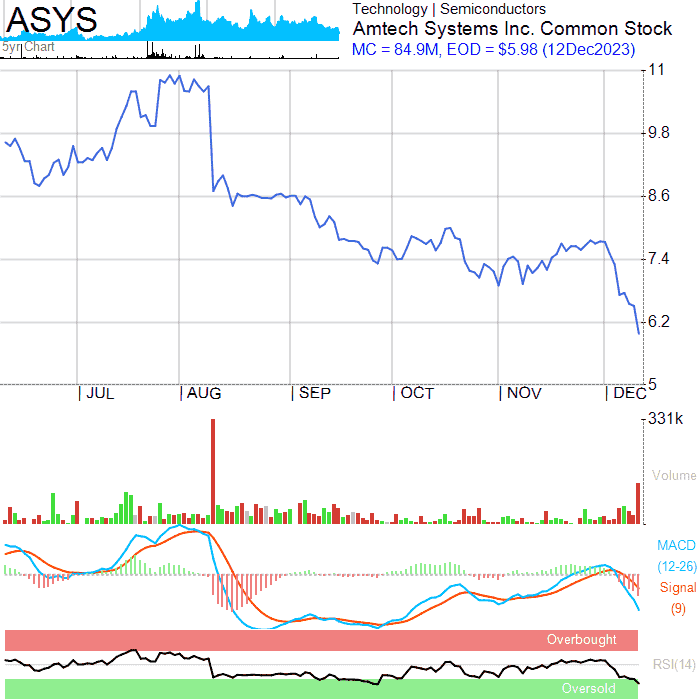 ASYS
5yr Chart
Technology | Semiconductors
Amtech Systems Inc. Common Stock
MC = 84.9M, EOD = $5.98 (12Dec2023)
11
9.8
8.6
7.4
6.2
5
| JUL
| AUG
| SEP
| OCT
| NOV
| DEC
331k
Volume
MACD
(12-26)
Signal
(9)
Overbought
RSI(14)
Oversold